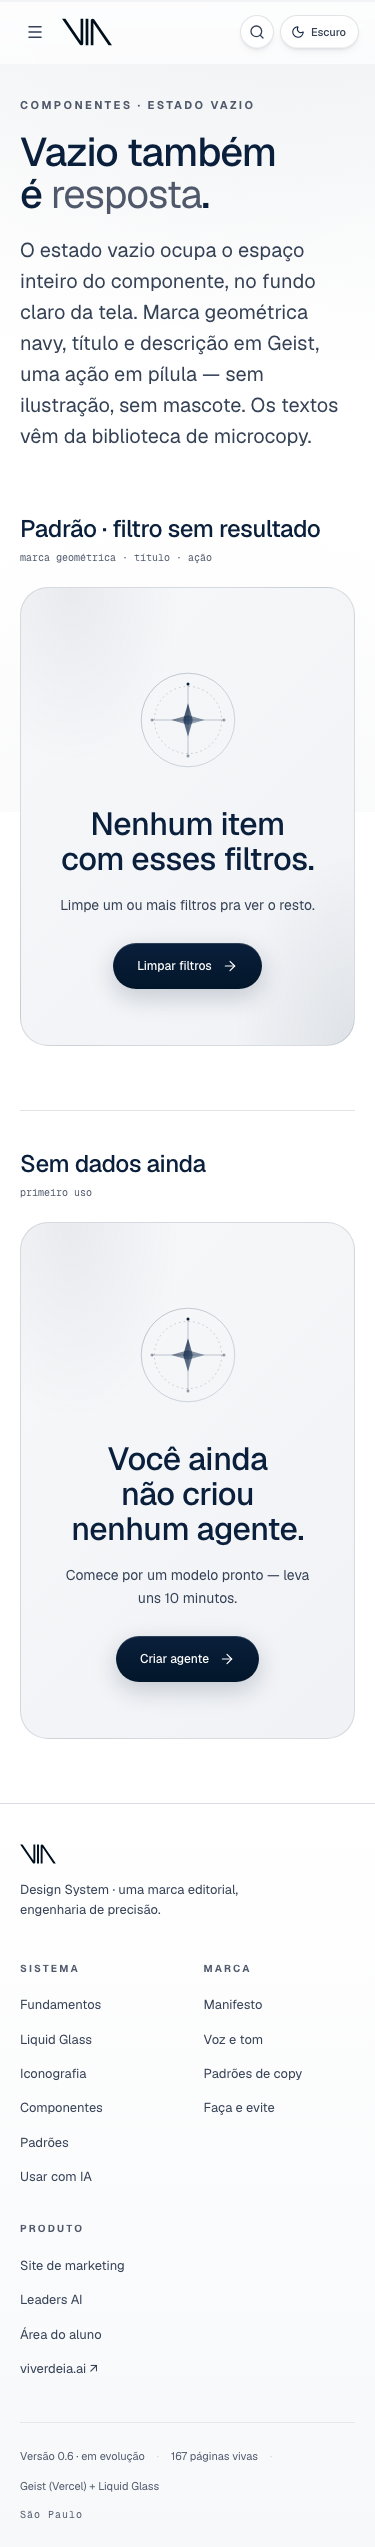 VIA
Escuro
COMPONENTES · ESTADO VAZIO
Vazio também
é resposta.
O estado vazio ocupa o espaço
inteiro do componente, no fundo
claro da tela. Marca geométrica
navy, título e descrição em Geist,
uma ação em pílula — sem
ilustração, sem mascote. Os textos
vêm da biblioteca de microcopy.
Padrão · filtro sem resultado
marca geométrica · título · ação
Nenhum item
com esses filtros.
Limpe um ou mais filtros pra ver o resto.
Limpar filtros
Sem dados ainda
primeiro uso
Você ainda
não criou
nenhum agente.
Comece por um modelo pronto — leva
uns 10 minutos.
Criar agente
VIA
Design System · uma marca editorial,
engenharia de precisão.
SISTEMA
Fundamentos
Liquid Glass
Iconografia
Componentes
Padrões
Usar com IA
MARCA
Manifesto
Voz e tom
Padrões de copy
Faça e evite
PRODUTO
Site de marketing
Leaders AI
Área do aluno
viverdeia.ai ↗
Versão 0.6 · em evolução · 167 páginas vivas ·
Geist (Vercel) + Liquid Glass
São Paulo